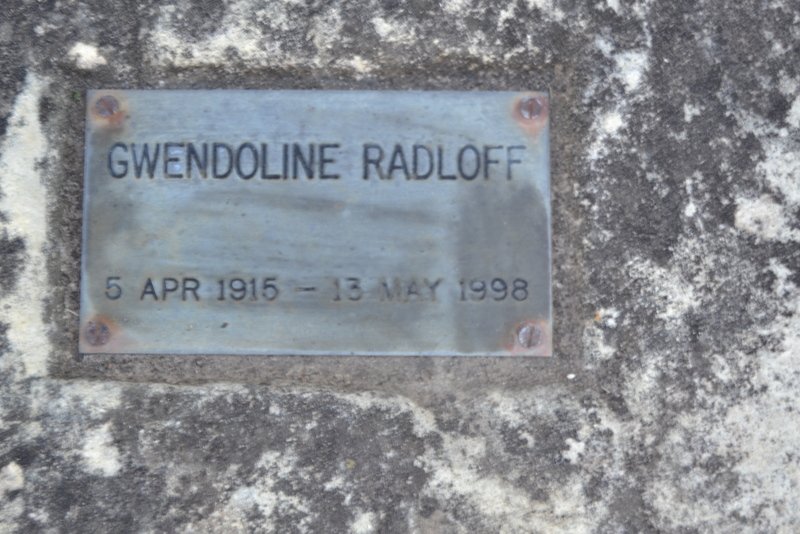 GWENDOLINE RADLOFF
5 APR 1915 – 13 MAY 1998